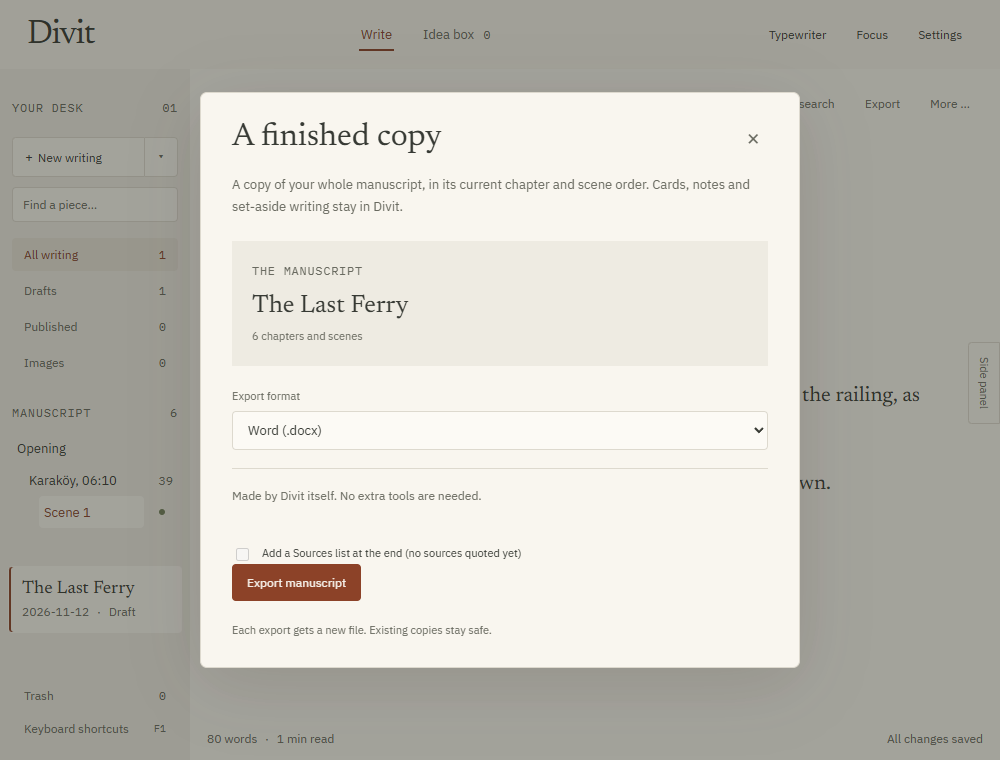 Divit
Write
Idea box 0
Typewriter
Focus
Settings
YOUR DESK 01
+ New writing
Find a piece...
All writing 1
Drafts 1
Published 0
Images 0
MANUSCRIPT 6
Opening
Karaköy, 06:10 39
Scene 1
The Last Ferry
2026-11-12 · Draft
Trash 0
Keyboard shortcuts F1
search
Export
More ...
A finished copy
×
A copy of your whole manuscript, in its current chapter and scene order. Cards, notes and
set-aside writing stay in Divit.
THE MANUSCRIPT
The Last Ferry
6 chapters and scenes
Export format
Word (.docx)
Made by Divit itself. No extra tools are needed.
Add a Sources list at the end (no sources quoted yet)
Export manuscript
Each export gets a new file. Existing copies stay safe.
the railing, as
wn.
Side panel
80 words · 1 min read
All changes saved